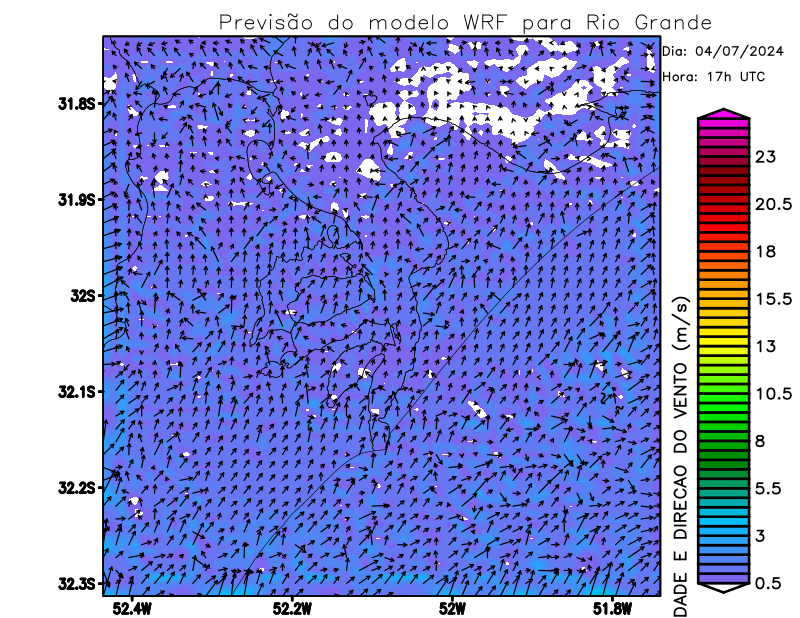 Previsão do modelo WRF para Rio Grande
Dia: 04/07/2024
Hora: 17h UTC
31.8S
31.9S
32S
32.1S
32.2S
32.3S
52.4W
52.2W
52W
51.8W
DADE E DIRECAO DO VENTO (m/s)
23
20.5
18
15.5
13
10.5
8
5.5
3
0.5